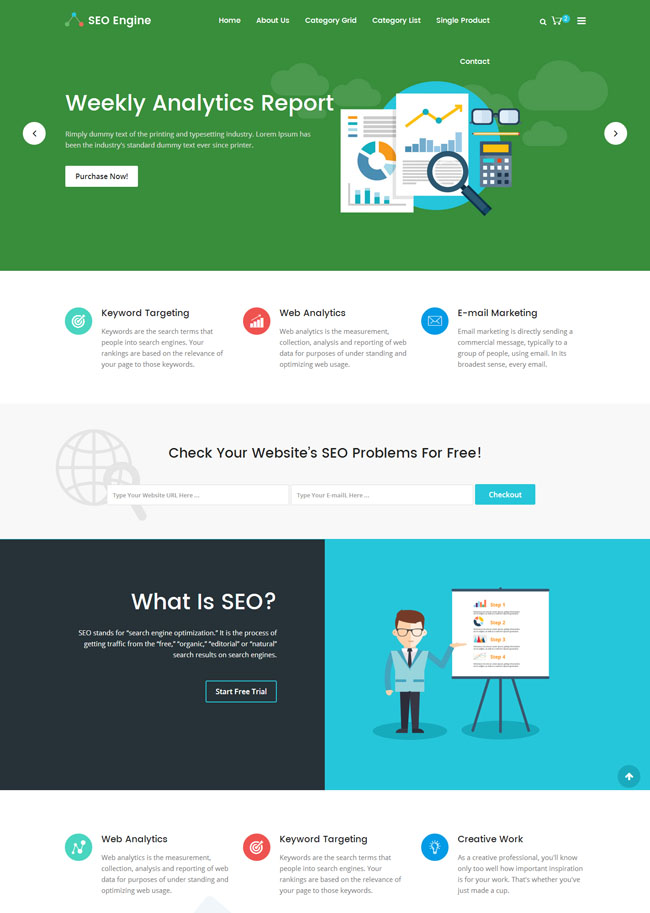 SEO Engine
Home About Us Category Grid Category List Single Product
2
Contact
Weekly Analytics Report
Rimply dummy text of the printing and typesetting industry. Lorem Ipsum has
been the industry's standard dummy text ever since printer.
Purchase Now!
Keyword Targeting
Keywords are the search terms that
people into search engines. Your
rankings are based on the relevance of
your page to those keywords.
Web Analytics
Web analytics is the measurement,
collection, analysis and reporting of web
data for purposes of under standing and
optimizing web usage.
E-mail Marketing
Email marketing is directly sending a
commercial message, typically to a
group of people, using email. In its
broadest sense, every email.
Check Your Website's SEO Problems For Free!
Type Your Website URL Here ...
Type Your E-mailL Here ...
Checkout
What Is SEO?
SEO stands for “search engine optimization.” It is the process of
getting traffic from the “free,” “organic,” “editorial” or “natural”
search results on search engines.
Start Free Trial
Step 1
Step 2
Step 3
Step 4
Web Analytics
Web analytics is the measurement,
collection, analysis and reporting of web
data for purposes of under standing and
optimizing web usage.
Keyword Targeting
Keywords are the search terms that
people into search engines. Your
rankings are based on the relevance of
your page to those keywords.
Creative Work
As a creative professional, you'll know
only too well how important inspiration
is for your work. That's whether you've
just made a cup.